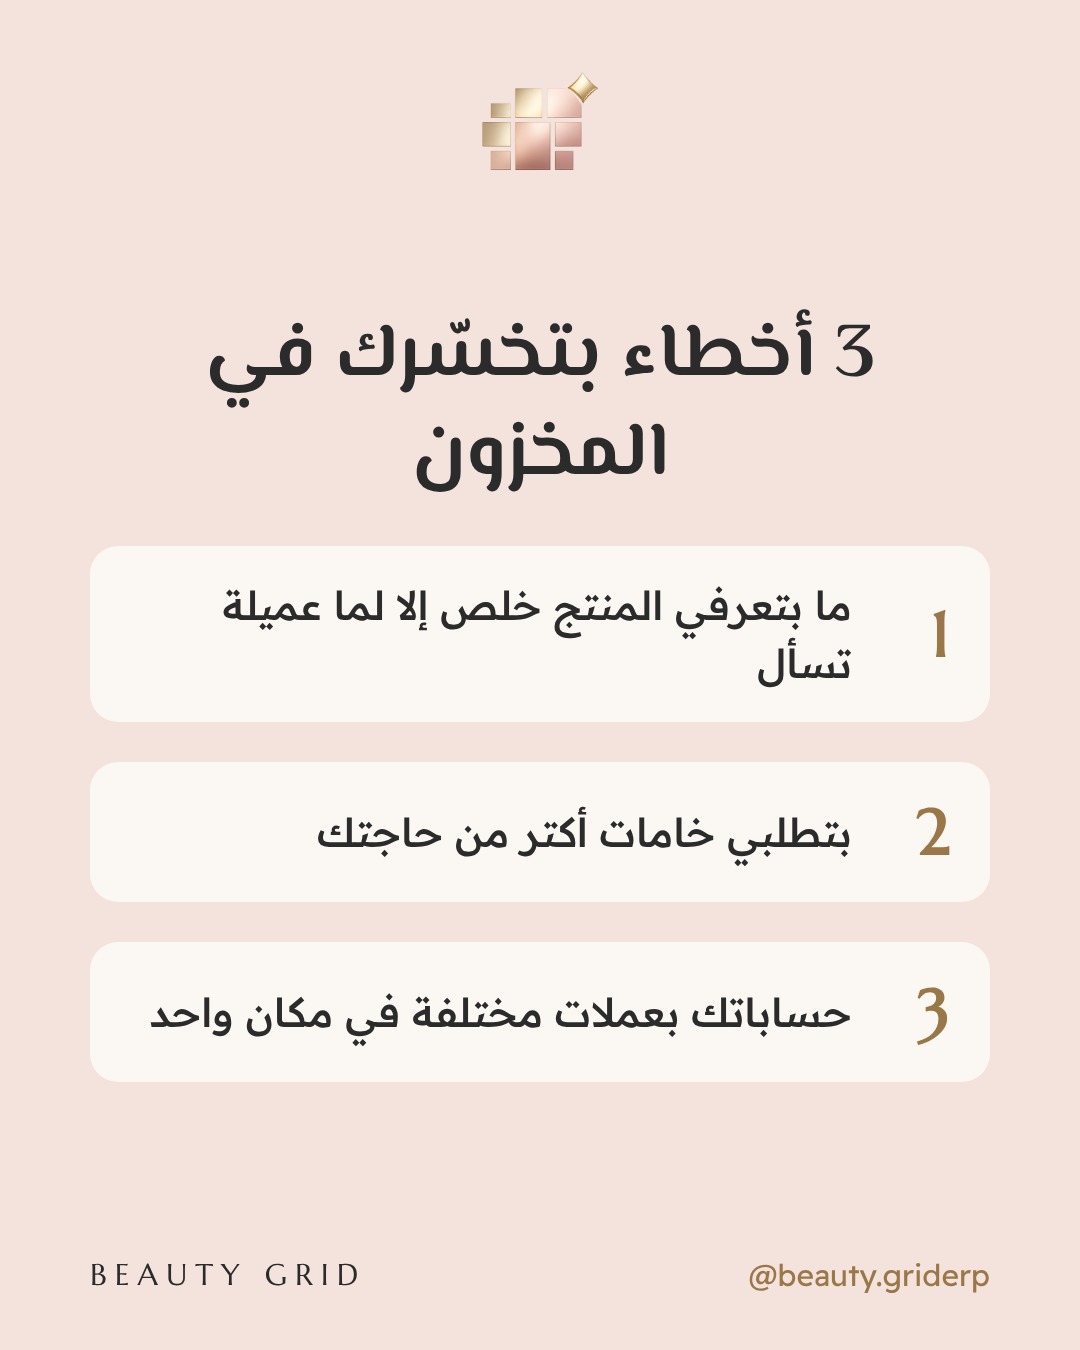 3 أخطاء بتخسّرك في
المخزون
1
ما بتعرفي المنتج خلص إلا لما عميلة
تسأل
2
بتطلبي خامات أكتر من حاجتك
3
حساباتك بعملات مختلفة في مكان واحد
BEAUTY GRID
@beauty.griderp